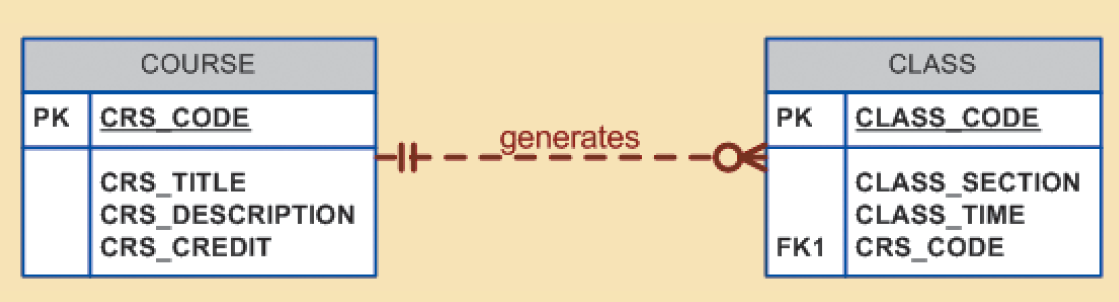 COURSE
PK CRS_CODE
CRS_TITLE
CRS_DESCRIPTION
CRS_CREDIT
generates
CLASS
PK CLASS_CODE
CLASS_SECTION
CLASS_TIME
FK1 CRS_CODE